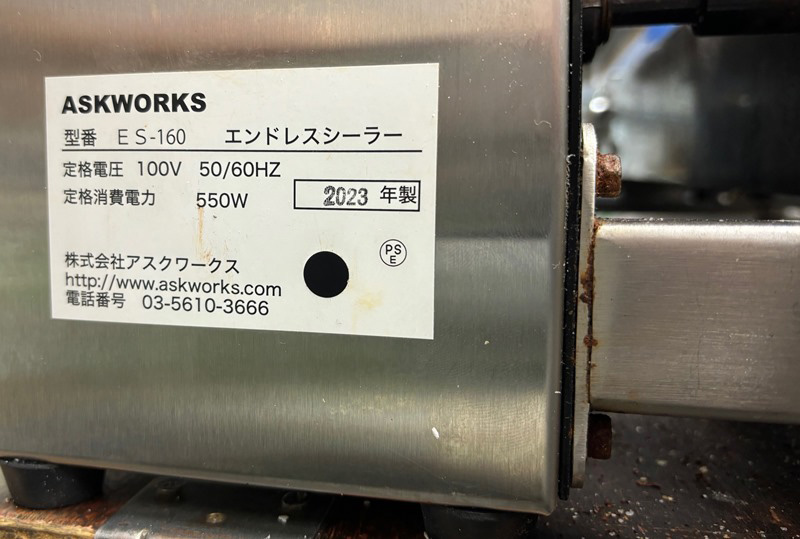 ASKWORKS
型番 ES-160 エンドレスシーラー
定格電圧 100V 50/60HZ
定格消費電力 550W 2023 年製
PS
E
株式会社アスクワークス
http://www.askworks.com
電話番号 03-5610-3666